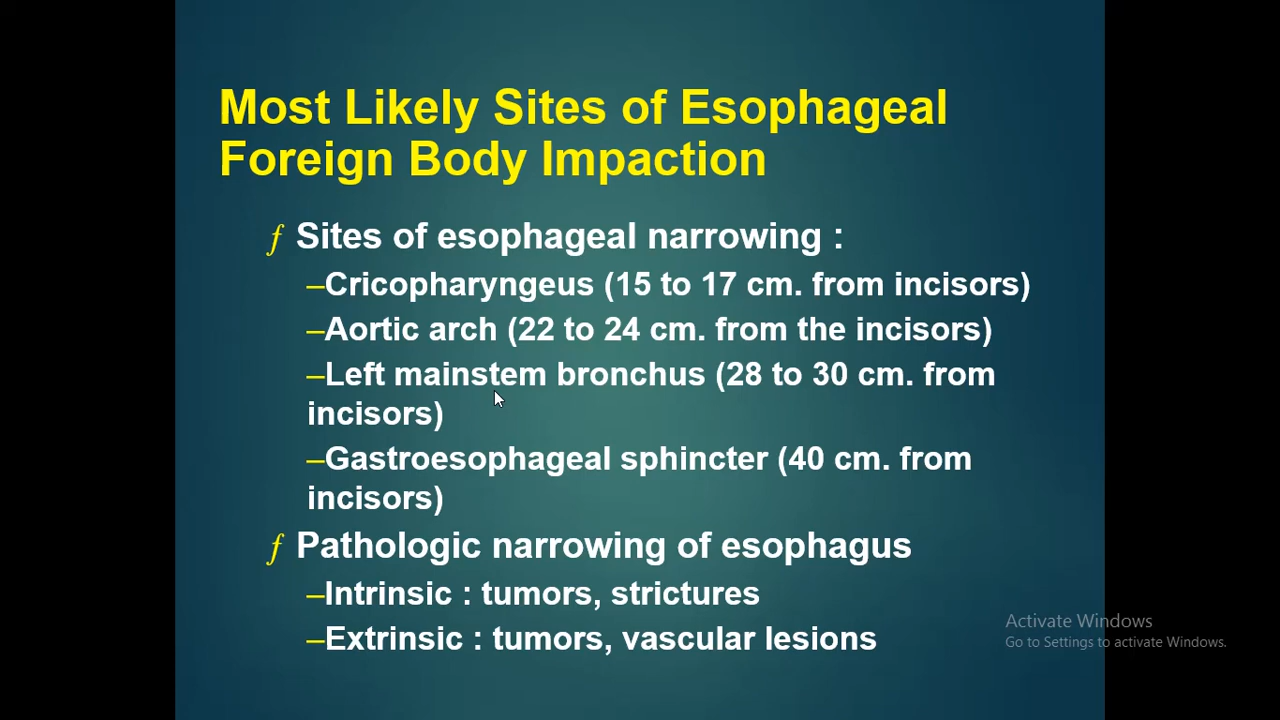 Most Likely Sites of Esophageal
Foreign Body Impaction
ƒ Sites of esophageal narrowing :
–Cricopharyngeus (15 to 17 cm. from incisors)
–Aortic arch (22 to 24 cm. from the incisors)
–Left mainstem bronchus (28 to 30 cm. from
incisors)
–Gastroesophageal sphincter (40 cm. from
incisors)
ƒ Pathologic narrowing of esophagus
–Intrinsic : tumors, strictures
–Extrinsic : tumors, vascular lesions
Activate Windows
Go to Settings to activate Windows.